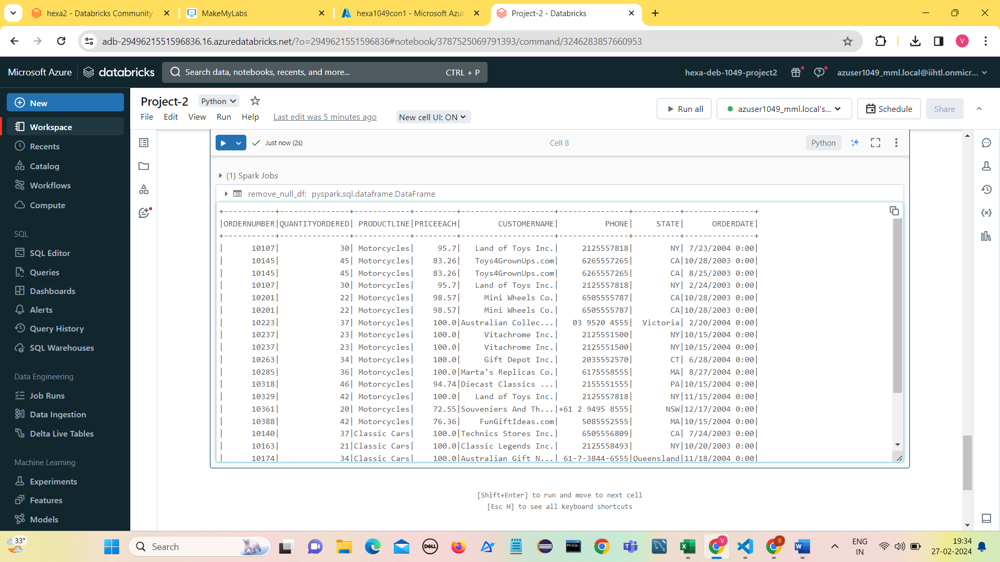 hexa2 - Databricks Community
MakeMyLabs
hexa1049con1 - Microsoft Azur
Project-2 - Databricks
adb-2949621551596836.16.azuredatabricks.net/?o=2949621551596836#notebook/3787525069791393/command/3246283857660953
V
Microsoft Azure
databricks
Search data, notebooks, recents, and more...
CTRL + P
hexa-deb-1049-project2
azuser1049_mml.local@iihtl.onmicr...
New
Workspace
Recents
Catalog
Workflows
Compute
SQL
SQL Editor
Queries
Dashboards
Alerts
Query History
SQL Warehouses
Data Engineering
Job Runs
Data Ingestion
Delta Live Tables
Machine Learning
Experiments
Features
Models
Project-2
Python
File Edit View Run Help
Last edit was 5 minutes ago
New cell UI: ON
Run all
azuser1049_mml.local's...
Schedule
Share
Just now (2s)
Cell 8
Python
(1) Spark Jobs
remove_null_df: pyspark.sql.dataframe.DataFrame
+-----------+---------------+------------+---------+--------------------+----------------+----------+---------------+
|ORDERNUMBER|QUANTITYORDERED| PRODUCTLINE|PRICEEACH| CUSTOMERNAME| PHONE| STATE| ORDERDATE|
+-----------+---------------+------------+---------+--------------------+----------------+----------+---------------+
| 10107| 30| Motorcycles| 95.7| Land of Toys Inc.| 2125557818| NY| 7/23/2004 0:00|
| 10145| 45| Motorcycles| 83.26| Toys4GrownUps.com| 6265557265| CA|10/28/2003 0:00|
| 10145| 45| Motorcycles| 83.26| Toys4GrownUps.com| 6265557265| CA| 8/25/2003 0:00|
| 10107| 30| Motorcycles| 95.7| Land of Toys Inc.| 2125557818| NY| 2/24/2003 0:00|
| 10201| 22| Motorcycles| 98.57| Mini Wheels Co.| 6505555787| CA|10/28/2003 0:00|
| 10201| 22| Motorcycles| 98.57| Mini Wheels Co.| 6505555787| CA|10/28/2003 0:00|
| 10223| 37| Motorcycles| 100.0|Australian Collec...| 03 9520 4555| Victoria| 2/20/2004 0:00|
| 10237| 23| Motorcycles| 100.0| Vitachrome Inc.| 2125551500| NY|10/15/2004 0:00|
| 10237| 23| Motorcycles| 100.0| Vitachrome Inc.| 2125551500| NY|10/15/2004 0:00|
| 10263| 34| Motorcycles| 100.0| Gift Depot Inc.| 2035552570| CT| 6/28/2004 0:00|
| 10285| 36| Motorcycles| 100.0|Marta's Replicas Co.| 6175558555| MA| 8/27/2004 0:00|
| 10318| 46| Motorcycles| 94.74|Diecast Classics ...| 2155551555| PA|10/15/2004 0:00|
| 10329| 42| Motorcycles| 100.0| Land of Toys Inc.| 2125557818| NY|11/15/2004 0:00|
| 10361| 20| Motorcycles| 72.55|Souveniers And Th...|+61 2 9495 8555| NSW|12/17/2004 0:00|
| 10388| 42| Motorcycles| 76.36| FunGiftIdeas.com| 5085552555| MA|10/15/2004 0:00|
| 10140| 37|Classic Cars| 100.0|Technics Stores Inc.| 6505556809| CA| 7/24/2003 0:00|
| 10163| 21|Classic Cars| 100.0|Classic Legends Inc.| 2125558493| NY|10/20/2003 0:00|
| 10174| 34|Classic Cars| 100.0|Australian Gift N...| 61-7-3844-6555|Queensland|11/18/2004 0:00|
[Shift+Enter] to run and move to next cell
[Esc H] to see all keyboard shortcuts
33°
Search
DELL
MySQL
V
S
ENG
IN
19:34
27-02-2024